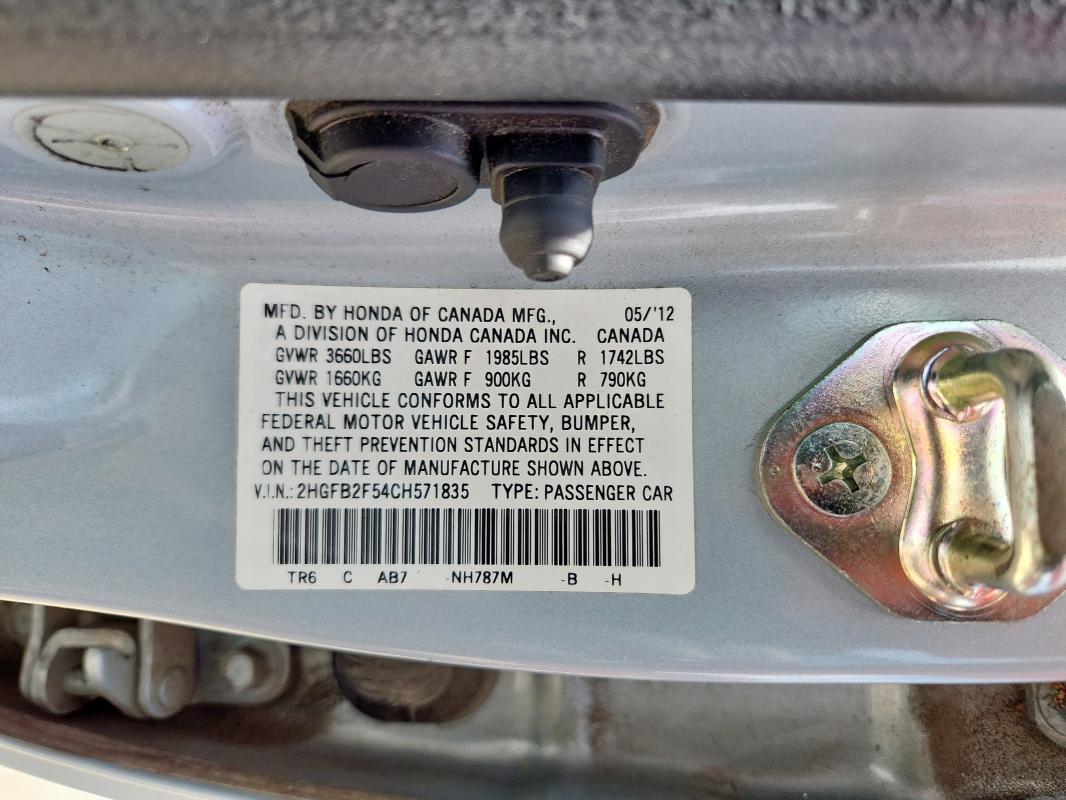 MFD. BY HONDA OF CANADA MFG., 05/'12
A DIVISION OF HONDA CANADA INC. CANADA
GVWR 3660LBS GAWR F 1985LBS R 1742LBS
GVWR 1660KG GAWR F 900KG R 790KG
THIS VEHICLE CONFORMS TO ALL APPLICABLE
FEDERAL MOTOR VEHICLE SAFETY, BUMPER,
AND THEFT PREVENTION STANDARDS IN EFFECT
ON THE DATE OF MANUFACTURE SHOWN ABOVE.
V.I.N.: 2HGFB2F54CH571835 TYPE: PASSENGER CAR
TR6 C AB7 -NH787M -B -H